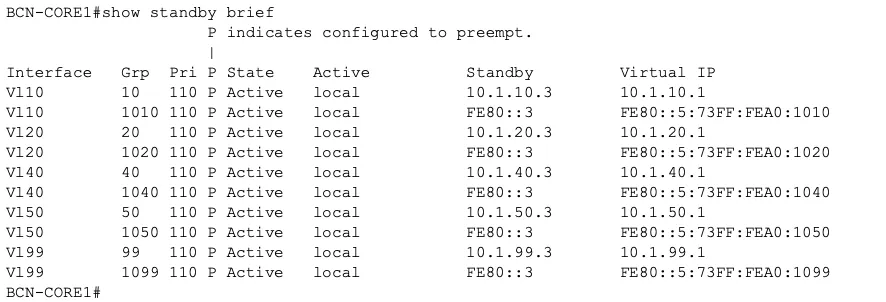 BCN-CORE1#show standby brief
                     P indicates configured to preempt.
                     |
Interface   Grp  Pri P State    Active          Standby         Virtual IP
Vl10        10   110 P Active   local           10.1.10.3       10.1.10.1
Vl10        1010 110 P Active   local           FE80::3         FE80::5:73FF:FEA0:1010
Vl20        20   110 P Active   local           10.1.20.3       10.1.20.1
Vl20        1020 110 P Active   local           FE80::3         FE80::5:73FF:FEA0:1020
Vl40        40   110 P Active   local           10.1.40.3       10.1.40.1
Vl40        1040 110 P Active   local           FE80::3         FE80::5:73FF:FEA0:1040
Vl50        50   110 P Active   local           10.1.50.3       10.1.50.1
Vl50        1050 110 P Active   local           FE80::3         FE80::5:73FF:FEA0:1050
Vl99        99   110 P Active   local           10.1.99.3       10.1.99.1
Vl99        1099 110 P Active   local           FE80::3         FE80::5:73FF:FEA0:1099
BCN-CORE1#